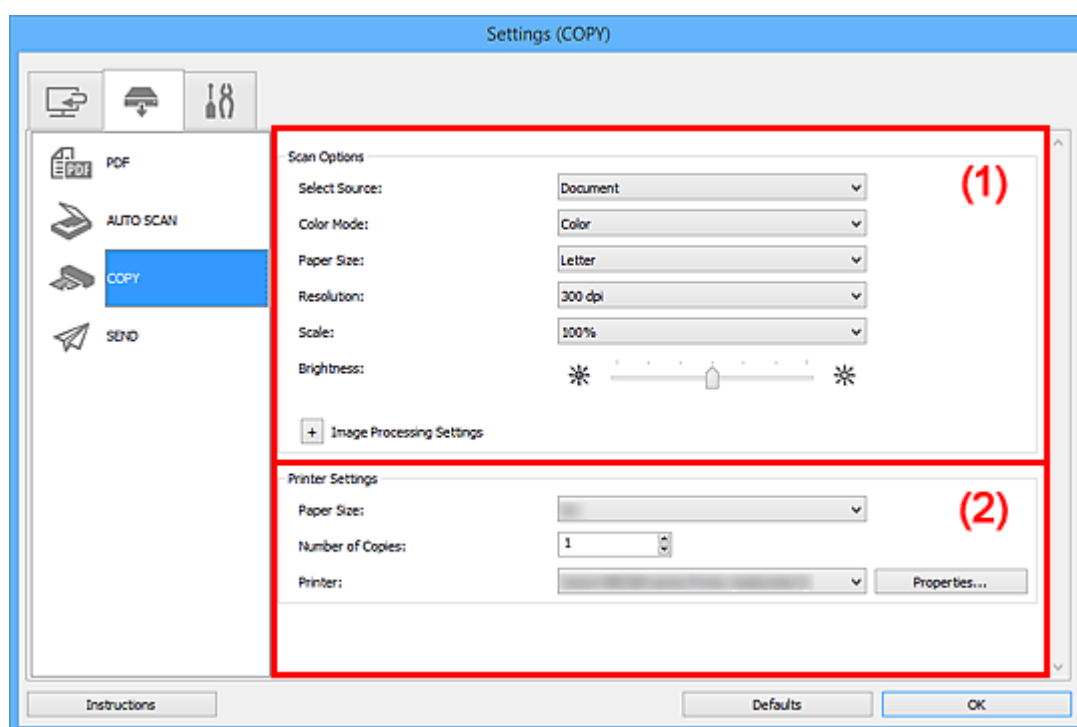 Settings (COPY)
PDF
PDF
AUTO SCAN
COPY
SEND
Scan Options
(1)
Select Source: Document
Color Mode: Color
Paper Size: Letter
Resolution: 300 dpi
Scale: 100%
Brightness:
+ Image Processing Settings
Printer Settings
(2)
Paper Size:
Number of Copies: 1
Printer: Properties...
Instructions Defaults OK